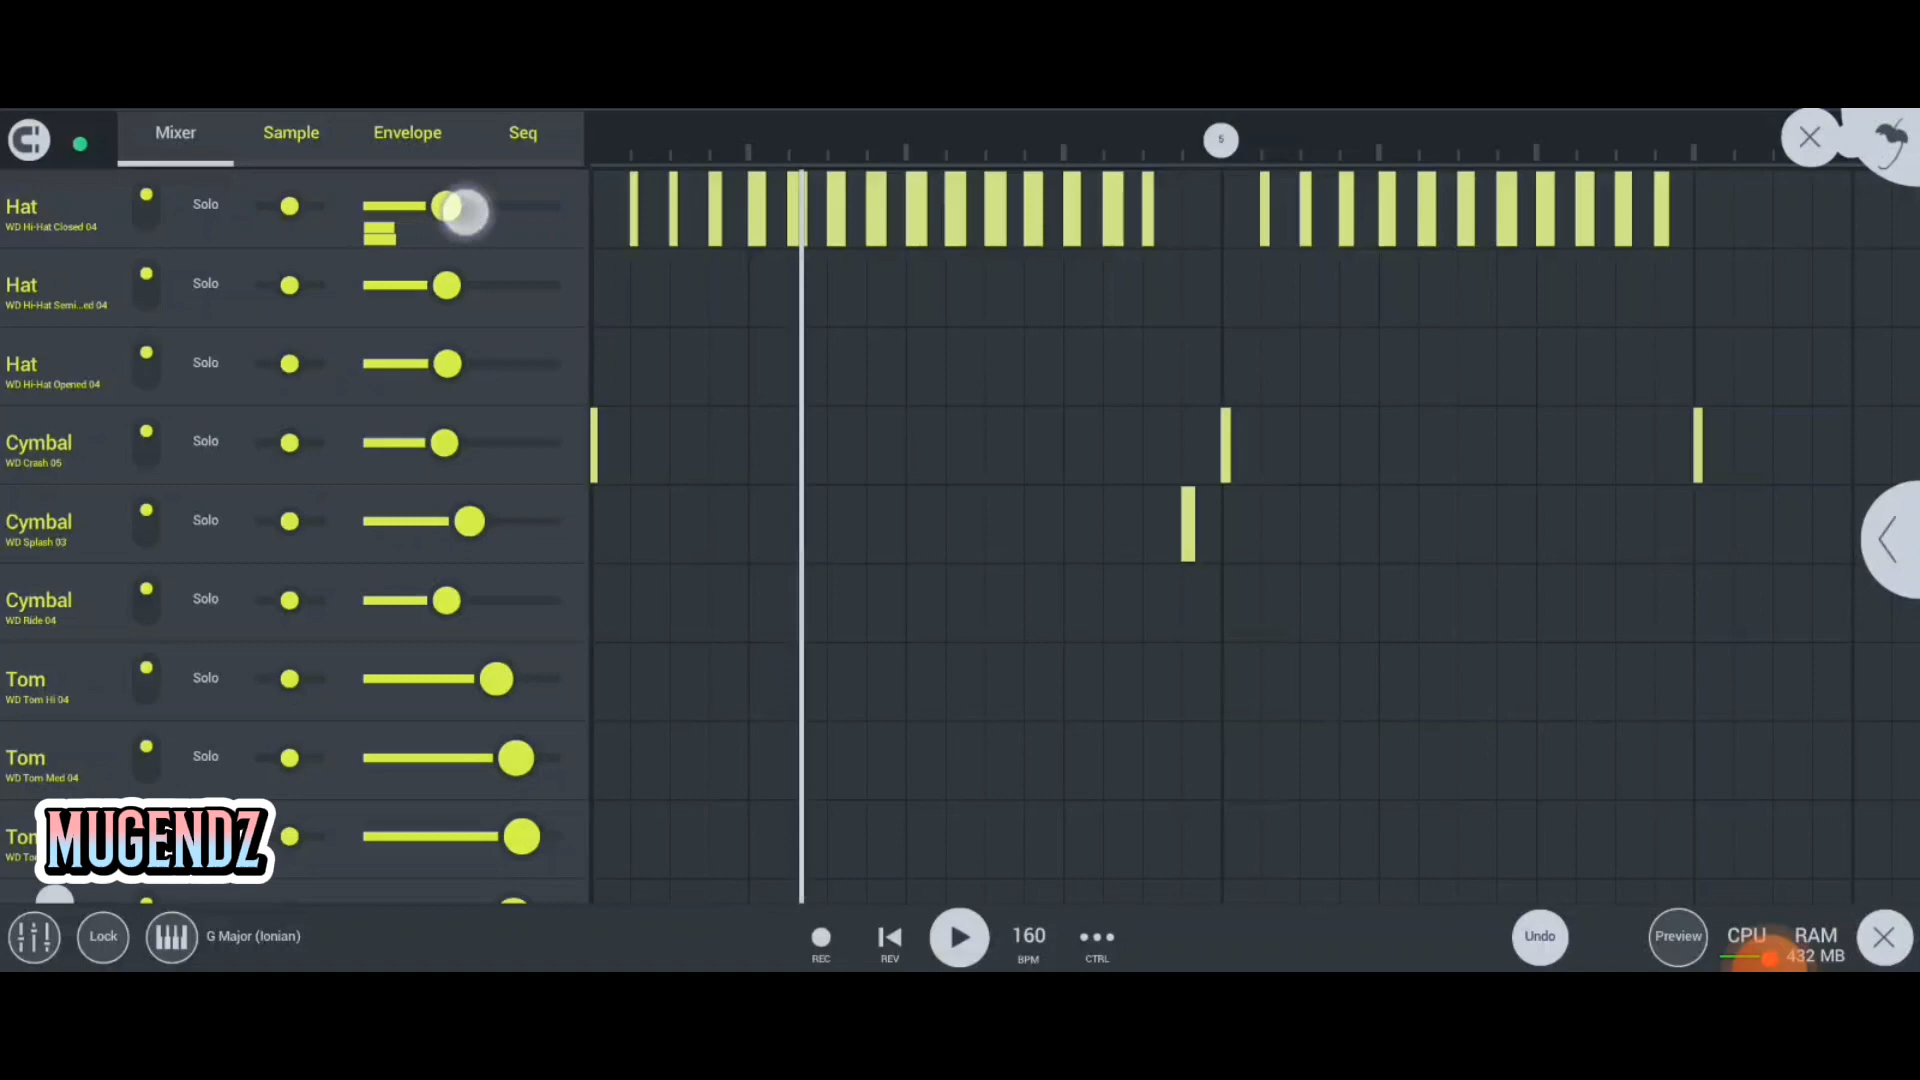 Mixer Sample Envelope Seq
5
Hat Solo
WD Hi-Hat Closed 04
Hat Solo
WD Hi-Hat Semi...ed 04
Hat Solo
WD Hi-Hat Opened 04
Cymbal Solo
WD Crash 05
Cymbal Solo
WD Splash 03
Cymbal Solo
WD Ride 04
Tom Solo
WD Tom Hi 04
Tom Solo
WD Tom Med 04
MUGENDZ
Lock G Major (Ionian)
REC
REV
160
BPM
CTRL
Undo
Preview
CPU
RAM
432 MB